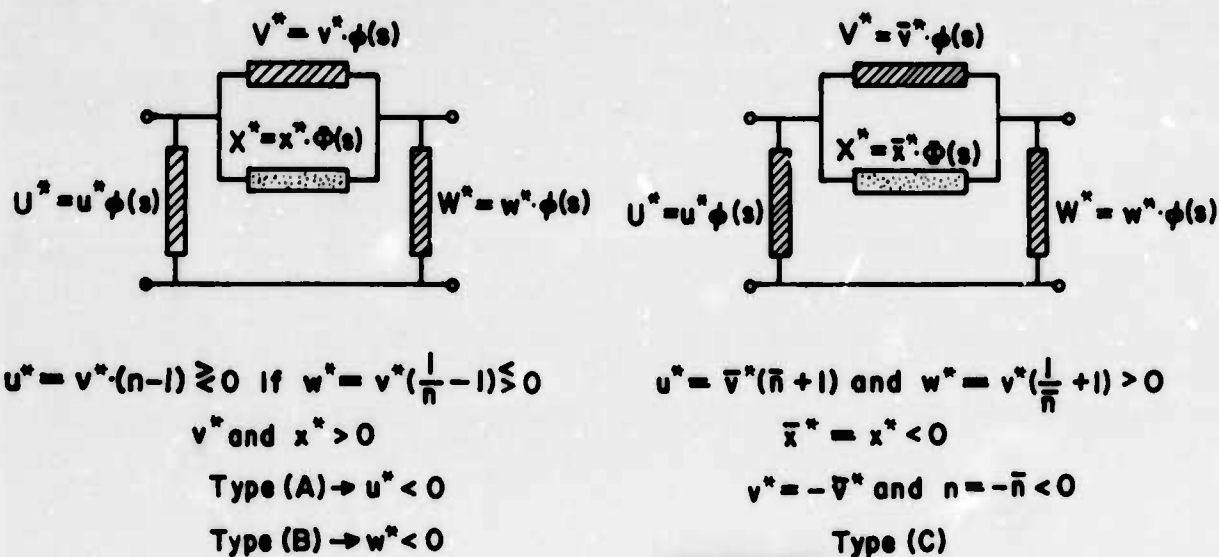 V* = v*·ϕ(s)
X* = x*·Φ(s)
U* = u*ϕ(s)
W* = w*·ϕ(s)
u* = v*·(n-1) ≷ 0 if w* = v*(1/n - 1) ≶ 0
v* and x* > 0
Type (A) → u* < 0
Type (B) → w* < 0
V* = v̄*·ϕ(s)
X* = x̄*·Φ(s)
U* = u*ϕ(s)
W* = w*·ϕ(s)
u* = v̄*(n̄ + 1) and w* = v*(1/n̄ + 1) > 0
x̄* = x* < 0
v* = -v̄* and n = -n̄ < 0
Type (C)